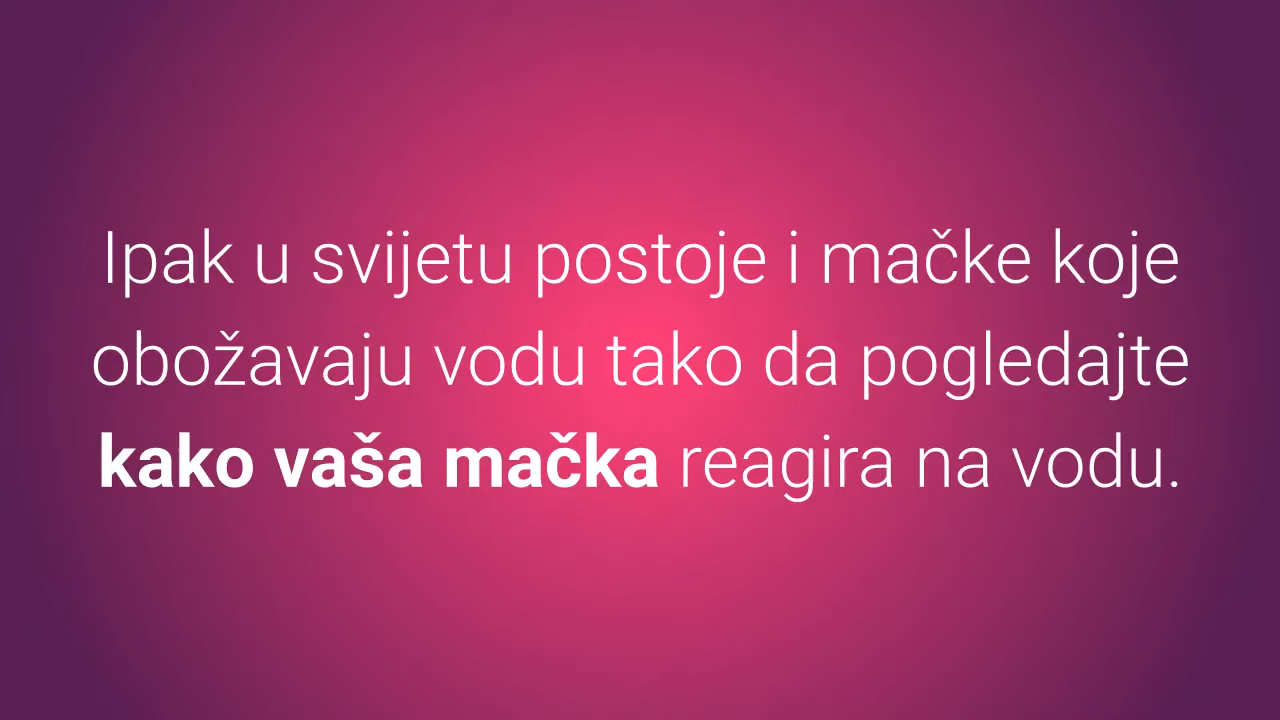 Ipak u svijetu postoje i mačke koje
obožavaju vodu tako da pogledajte
kako vaša mačka reagira na vodu.